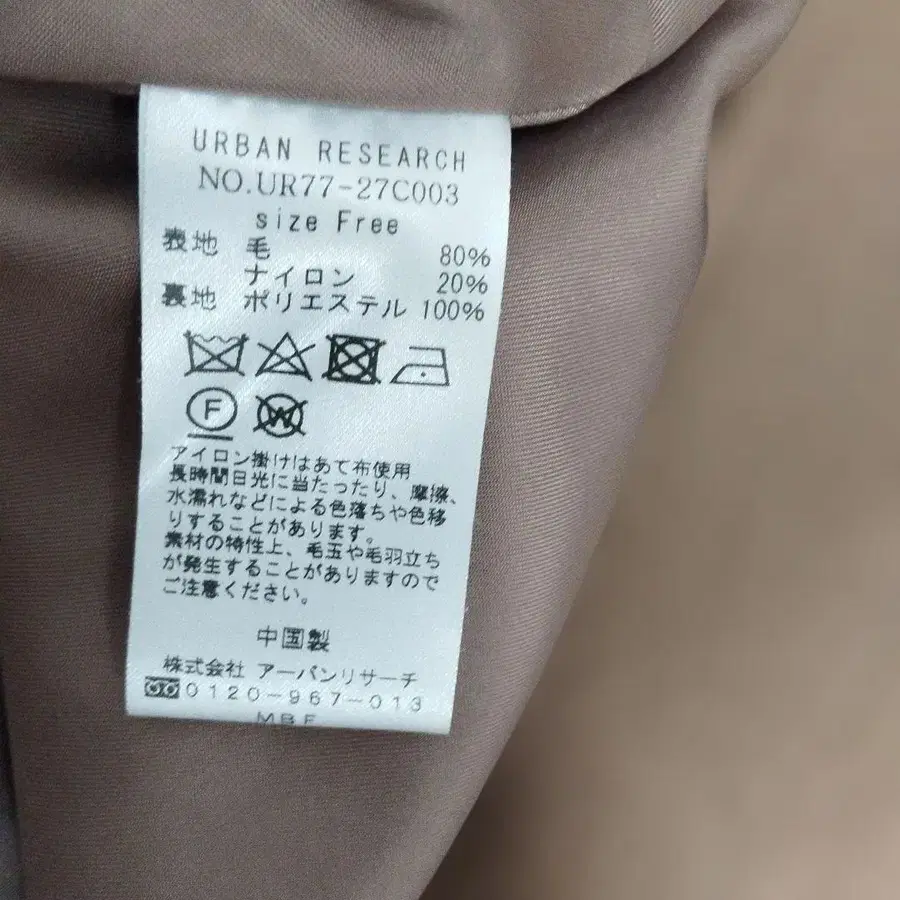 URBAN RESEARCH
NO.UR77-27C003
size Free
表地 毛 80%
ナイロン 20%
裏地 ポリエステル 100%
F
W
アイロン掛けはあて布使用
長時間日光に当たったり、摩擦、
水濡れなどによる色落ちや色移
りすることがあります。
素材の特性上、毛玉や毛羽立ち
が発生することがありますので
ご注意ください。
中国製
株式会社 アーバンリサーチ
0120-967-013